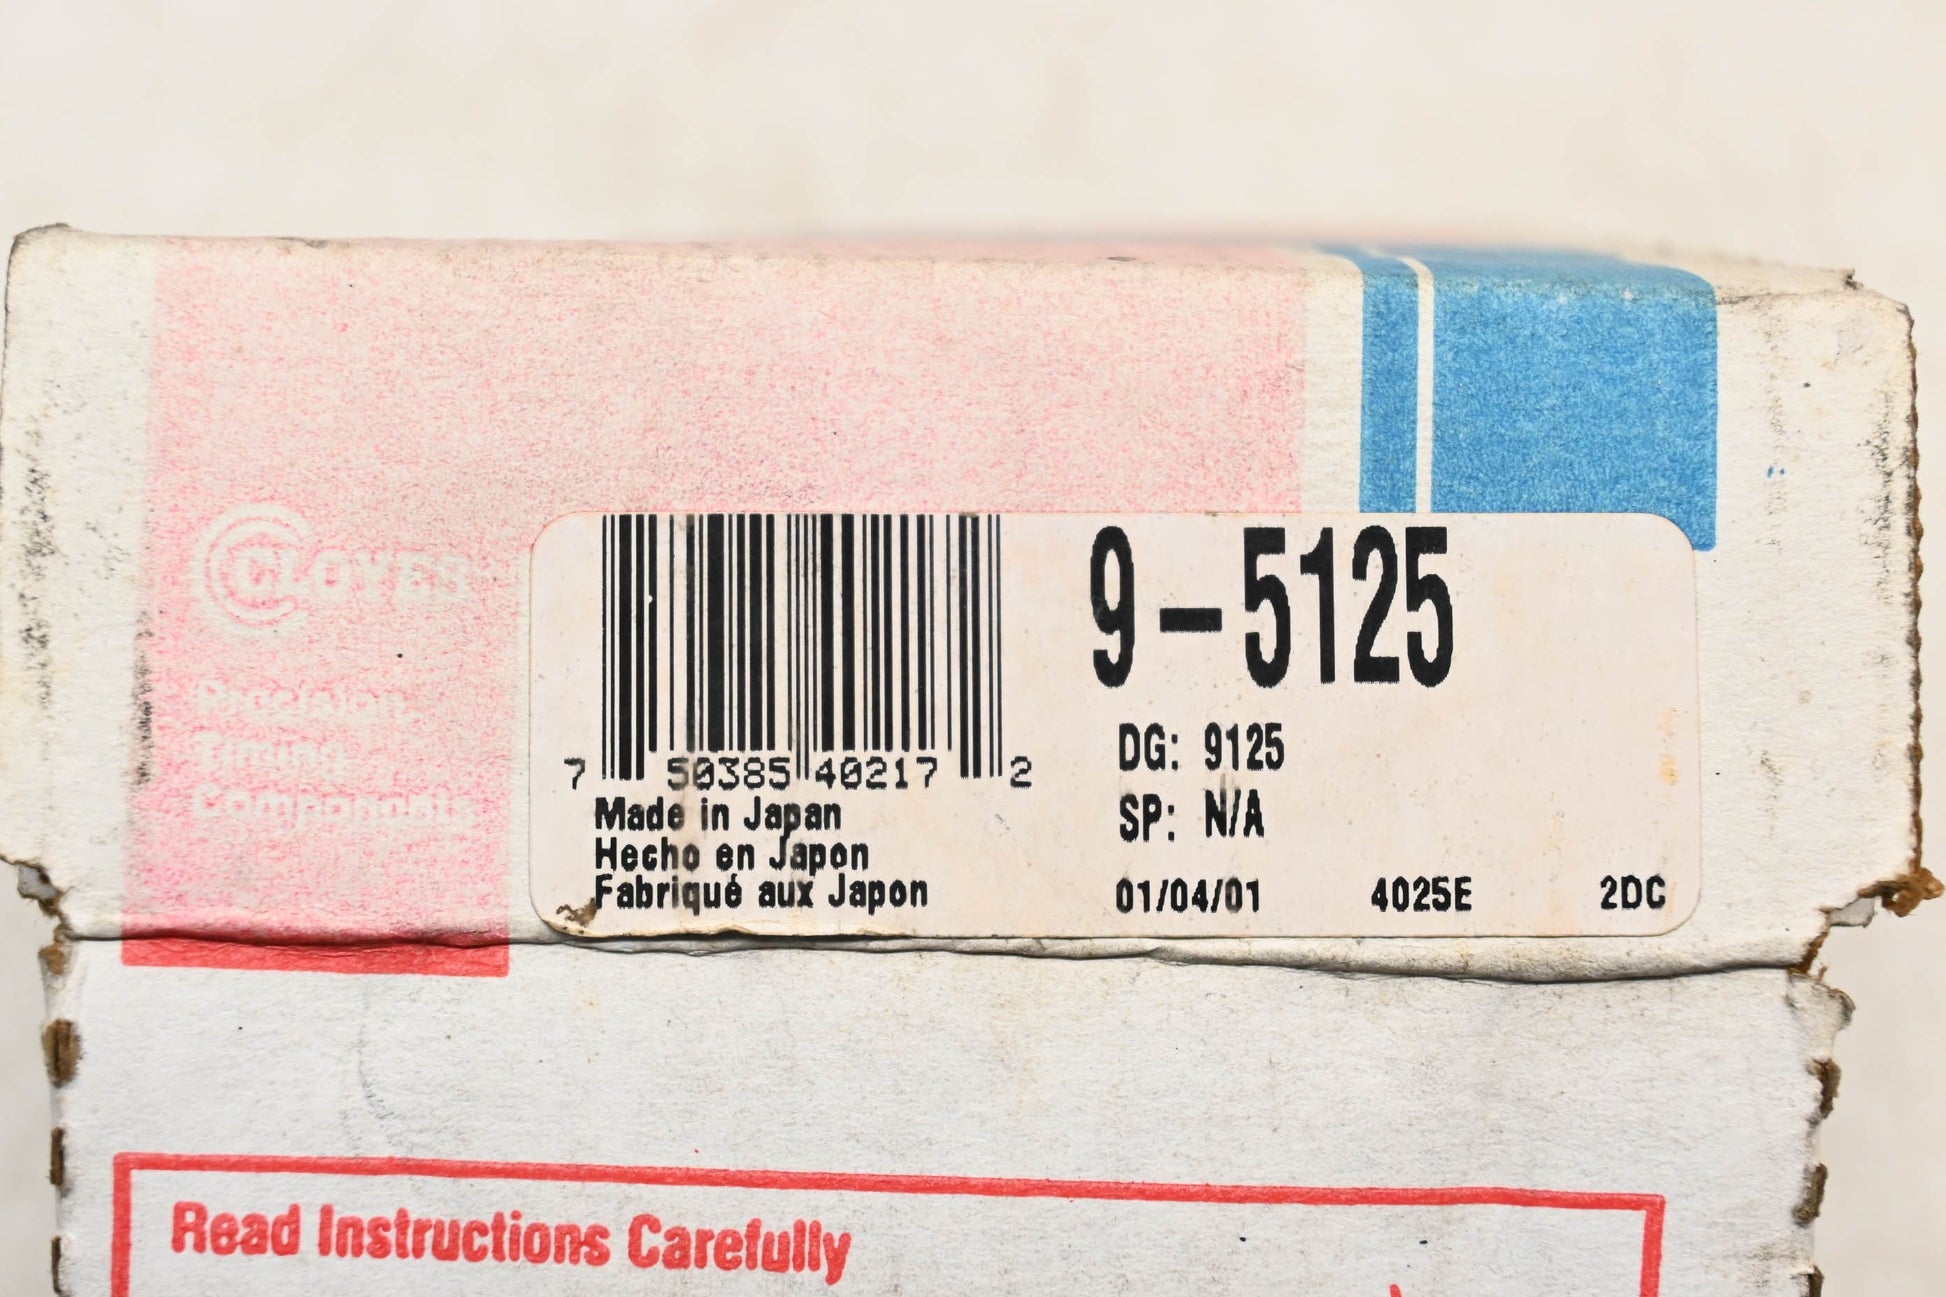 CLOYES
Precision
Timing
Components
7 50385 40217 2
Made in Japan
Hecho en Japon
Fabriqué aux Japon
9-5125
DG: 9125
SP: N/A
01/04/01 4025E 2DC
Read Instructions Carefully